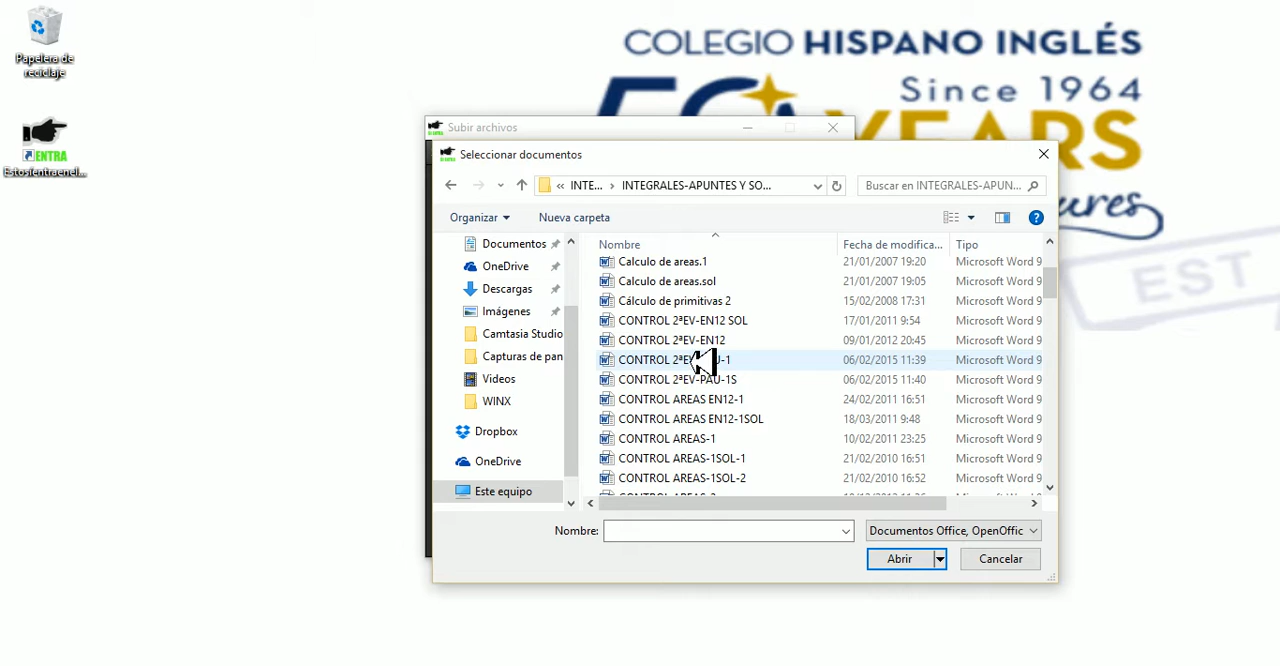 Papelera de
reciclaje
ENTRA
Estosientraenel...
COLEGIO HISPANO INGLÉS
Since 1964
YEARS
EST
Subir archivos
Seleccionar documentos
« INTE... › INTEGRALES-APUNTES Y SO...
Buscar en INTEGRALES-APUN...
Organizar
Nueva carpeta
Documentos
OneDrive
Descargas
Imágenes
Camtasia Studio
Capturas de pan
Videos
WINX
Dropbox
OneDrive
Este equipo
Nombre Fecha de modifica... Tipo
Calculo de areas.1 21/01/2007 19:20 Microsoft Word 9
Calculo de areas.sol 21/01/2007 19:05 Microsoft Word 9
Cálculo de primitivas 2 15/02/2008 17:31 Microsoft Word 9
CONTROL 2ªEV-EN12 SOL 17/01/2011 9:54 Microsoft Word 9
CONTROL 2ªEV-EN12 09/01/2012 20:45 Microsoft Word 9
CONTROL 06/02/2015 11:39 Microsoft Word 9
CONTROL 2ªEV-PAU-1S 06/02/2015 11:40 Microsoft Word 9
CONTROL AREAS EN12-1 24/02/2011 16:51 Microsoft Word 9
CONTROL AREAS EN12-1SOL 18/03/2011 9:48 Microsoft Word 9
CONTROL AREAS-1 10/02/2011 23:25 Microsoft Word 9
CONTROL AREAS-1SOL-1 21/02/2010 16:51 Microsoft Word 9
CONTROL AREAS-1SOL-2 21/02/2010 16:52 Microsoft Word 9
Nombre:
Documentos Office, OpenOffic
Abrir
Cancelar